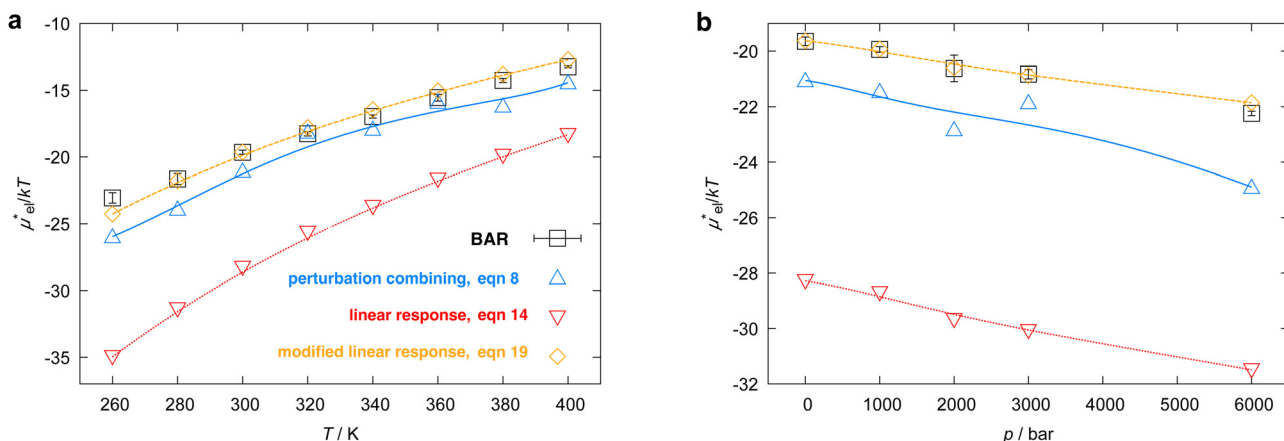 a
-10
-15
-20
-25
-30
-35
μ*el/kT
260 280 300 320 340 360 380 400
T / K
BAR
perturbation combining, eqn 8
linear response, eqn 14
modified linear response, eqn 19
b
-20
-22
-24
-26
-28
-30
-32
μ*el/kT
0 1000 2000 3000 4000 5000 6000
p / bar